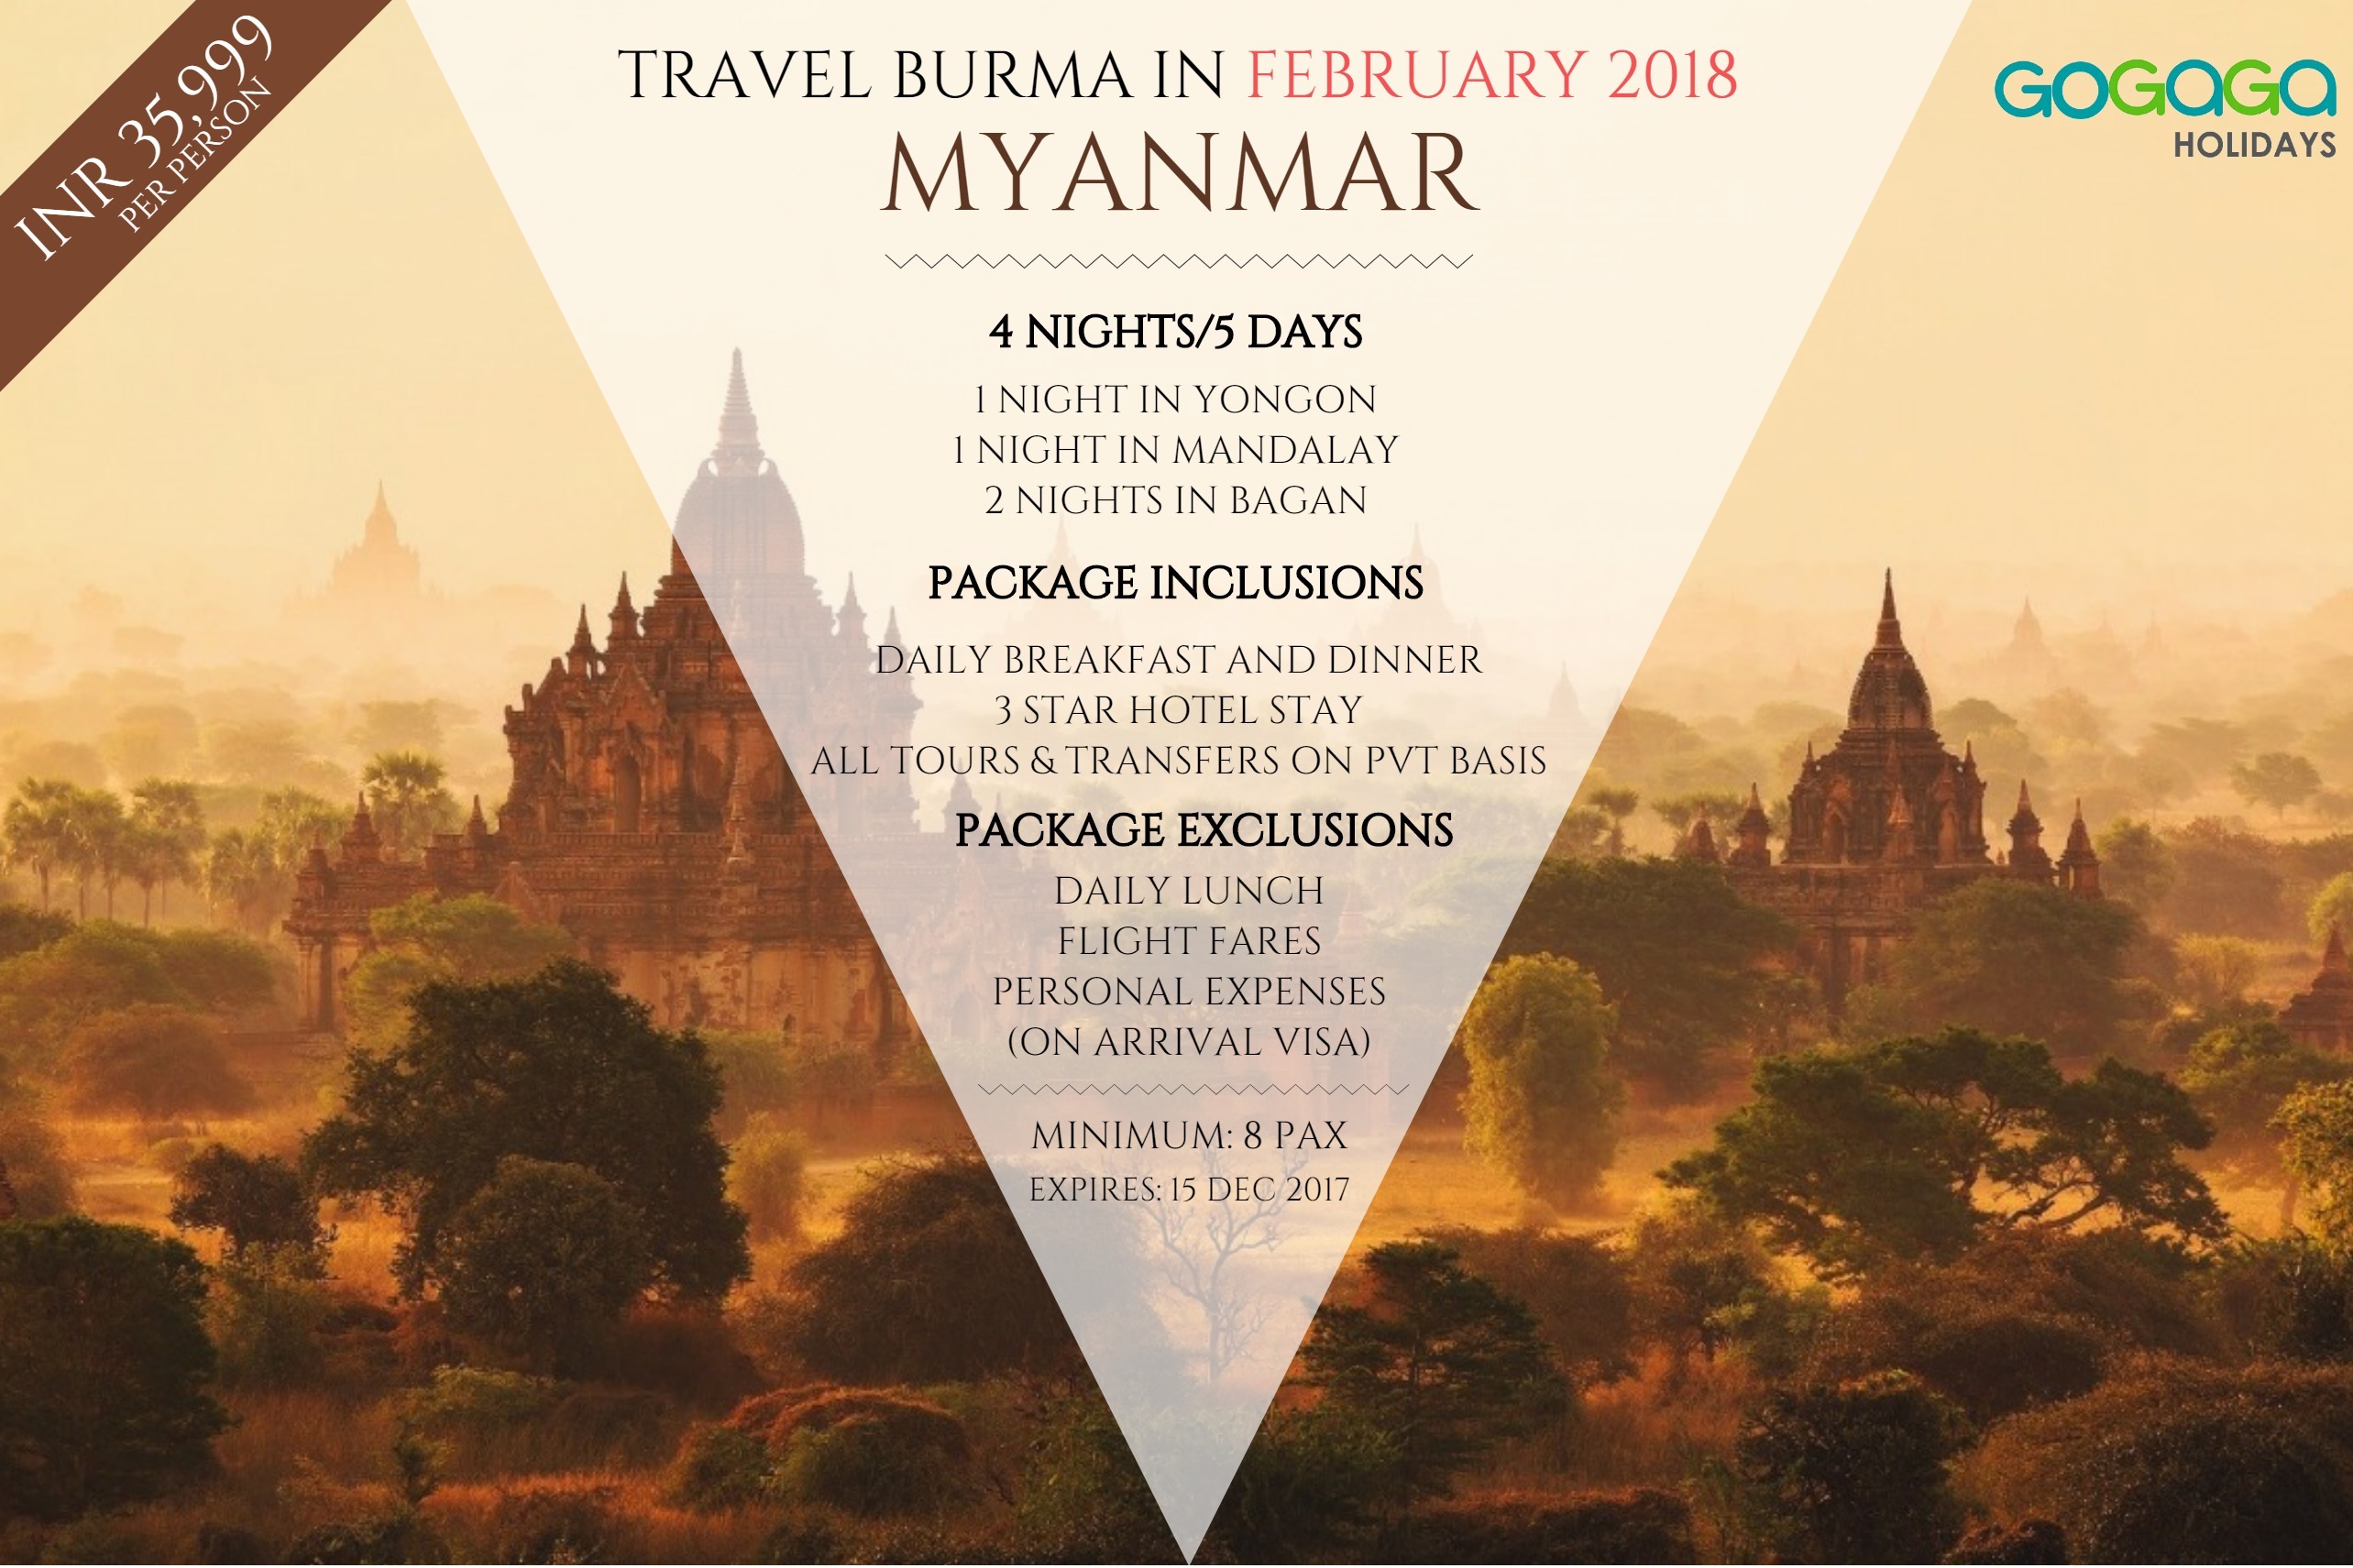 INR 35,999
PER PERSON
TRAVEL BURMA IN FEBRUARY 2018
MYANMAR
GOGAGA
HOLIDAYS
4 NIGHTS/5 DAYS
1 NIGHT IN YONGON
1 NIGHT IN MANDALAY
2 NIGHTS IN BAGAN
PACKAGE INCLUSIONS
DAILY BREAKFAST AND DINNER
3 STAR HOTEL STAY
ALL TOURS & TRANSFERS ON PVT BASIS
PACKAGE EXCLUSIONS
DAILY LUNCH
FLIGHT FARES
PERSONAL EXPENSES
(ON ARRIVAL VISA)
MINIMUM: 8 PAX
EXPIRES: 15 DEC 2017